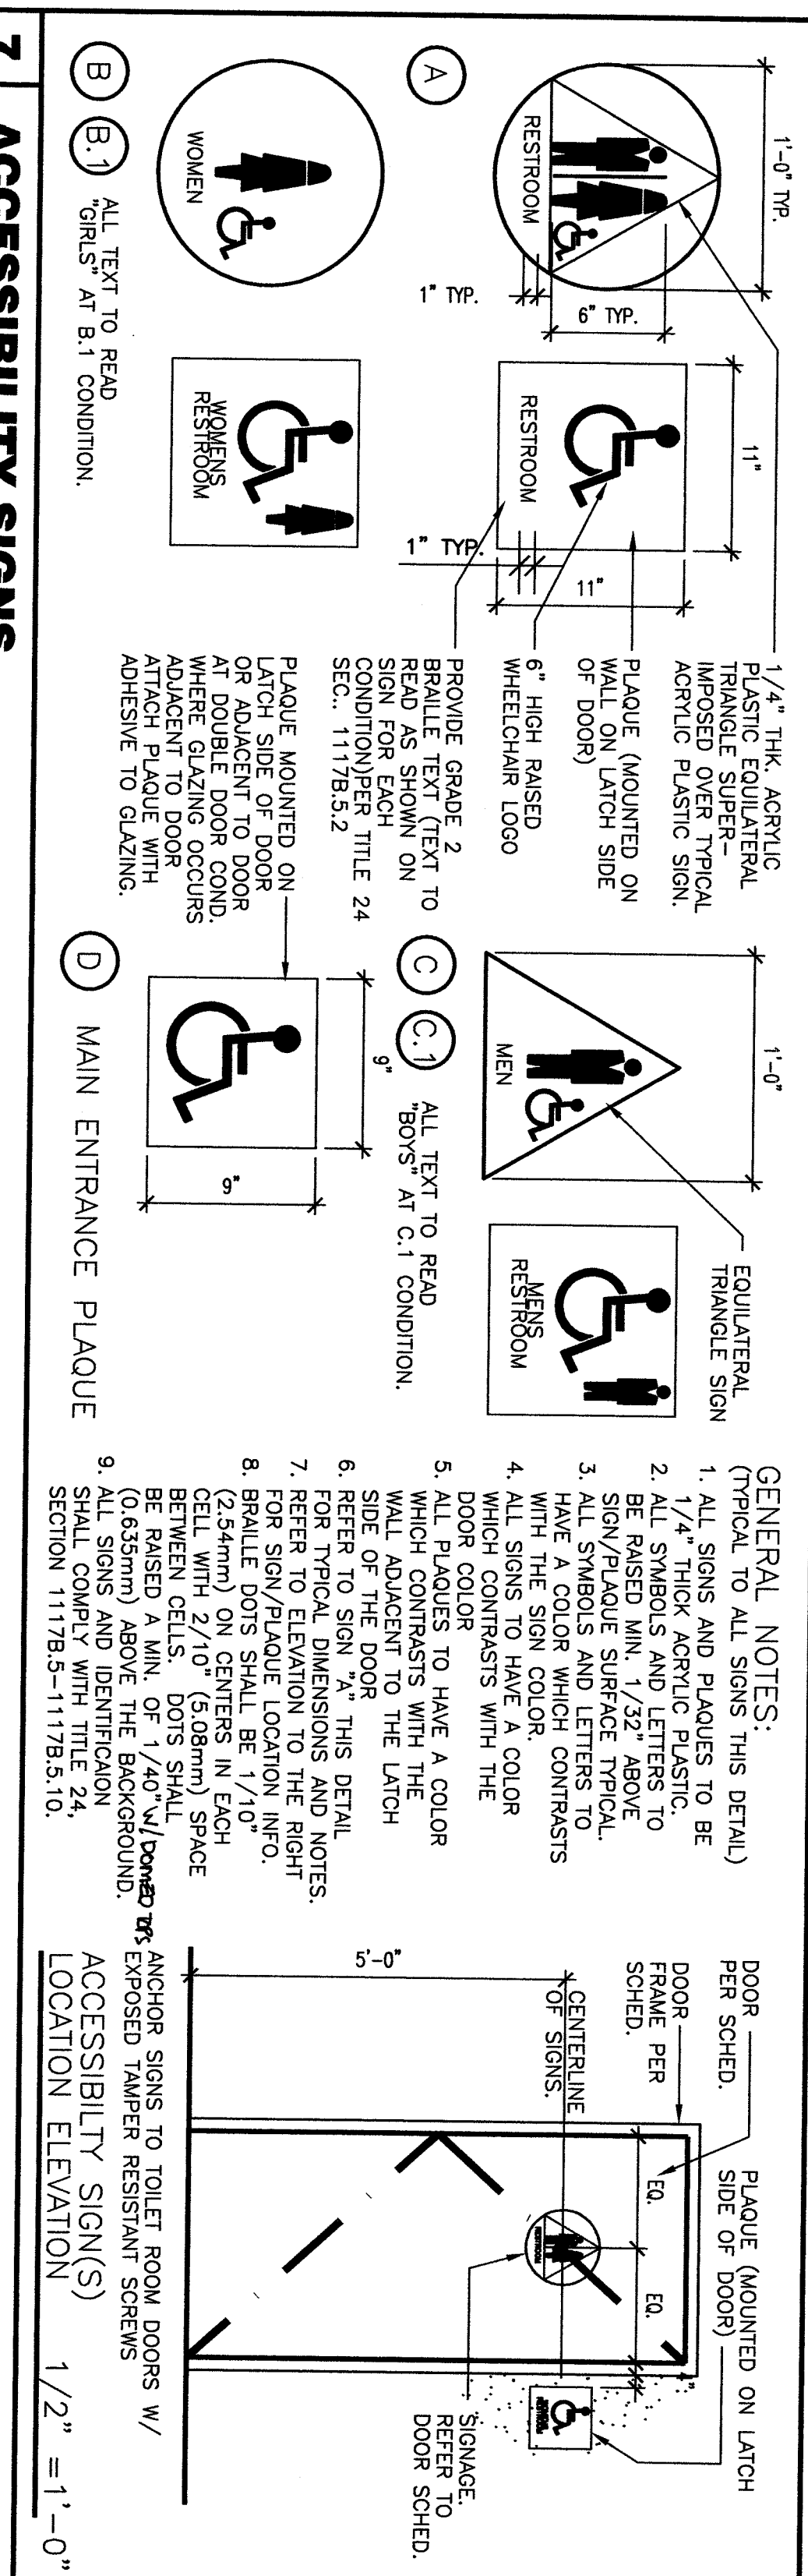 1'-0" TYP.
RESTROOM
1" TYP.
6" TYP.
A
11"
RESTROOM
1" TYP.
11"
1/4" THK. ACRYLIC
PLASTIC EQUILATERAL
TRIANGLE SUPER-
IMPOSED OVER TYPICAL
ACRYLIC PLASTIC SIGN.
PLAQUE (MOUNTED ON
WALL ON LATCH SIDE
OF DOOR)
6" HIGH RAISED
WHEELCHAIR LOGO
PROVIDE GRADE 2
BRAILLE TEXT (TEXT TO
READ AS SHOWN ON
SIGN FOR EACH
CONDITION)PER TITLE 24
SEC.. 1117B.5.2
1'-0"
MEN
EQUILATERAL
TRIANGLE SIGN
MENS
RESTROOM
C
C.1
ALL TEXT TO READ
"BOYS" AT C.1 CONDITION.
WOMEN
WOMENS
RESTROOM
B
B.1
ALL TEXT TO READ
"GIRLS" AT B.1 CONDITION.
PLAQUE MOUNTED ON
LATCH SIDE OF DOOR
OR ADJACENT TO DOOR
AT DOUBLE DOOR COND.
WHERE GLAZING OCCURS
ADJACENT TO DOOR
ATTACH PLAQUE WITH
ADHESIVE TO GLAZING.
9"
9"
D
MAIN ENTRANCE PLAQUE
GENERAL NOTES:
(TYPICAL TO ALL SIGNS THIS DETAIL)
1. ALL SIGNS AND PLAQUES TO BE
1/4" THICK ACRYLIC PLASTIC.
2. ALL SYMBOLS AND LETTERS TO
BE RAISED MIN. 1/32" ABOVE
SIGN/PLAQUE SURFACE TYPICAL.
3. ALL SYMBOLS AND LETTERS TO
HAVE A COLOR WHICH CONTRASTS
WITH THE SIGN COLOR.
4. ALL SIGNS TO HAVE A COLOR
WHICH CONTRASTS WITH THE
DOOR COLOR
5. ALL PLAQUES TO HAVE A COLOR
WHICH CONTRASTS WITH THE
WALL ADJACENT TO THE LATCH
SIDE OF THE DOOR
6. REFER TO SIGN "A" THIS DETAIL
FOR TYPICAL DIMENSIONS AND NOTES.
7. REFER TO ELEVATION TO THE RIGHT
FOR SIGN/PLAQUE LOCATION INFO.
8. BRAILLE DOTS SHALL BE 1/10"
(2.54mm) ON CENTERS IN EACH
CELL WITH 2/10" (5.08mm) SPACE
BETWEEN CELLS. DOTS SHALL
BE RAISED A MIN. OF 1/40" W/DOMED TIPS
(0.635mm) ABOVE THE BACKGROUND.
9. ALL SIGNS AND IDENTIFICAION
SHALL COMPLY WITH TITLE 24,
SECTION 1117B.5-1117B.5.10.
DOOR
PER SCHED.
DOOR
FRAME PER
SCHED.
CENTERLINE
OF SIGNS.
5'-0"
PLAQUE (MOUNTED ON LATCH
SIDE OF DOOR)
EQ.
EQ.
RESTROOM
SIGNAGE.
REFER TO
DOOR SCHED.
ANCHOR SIGNS TO TOILET ROOM DOORS W/
EXPOSED TAMPER RESISTANT SCREWS
ACCESSIBILTY SIGN(S)
LOCATION ELEVATION 1/2" =1'-0"
7 ACCESSIBILITY SIGNS